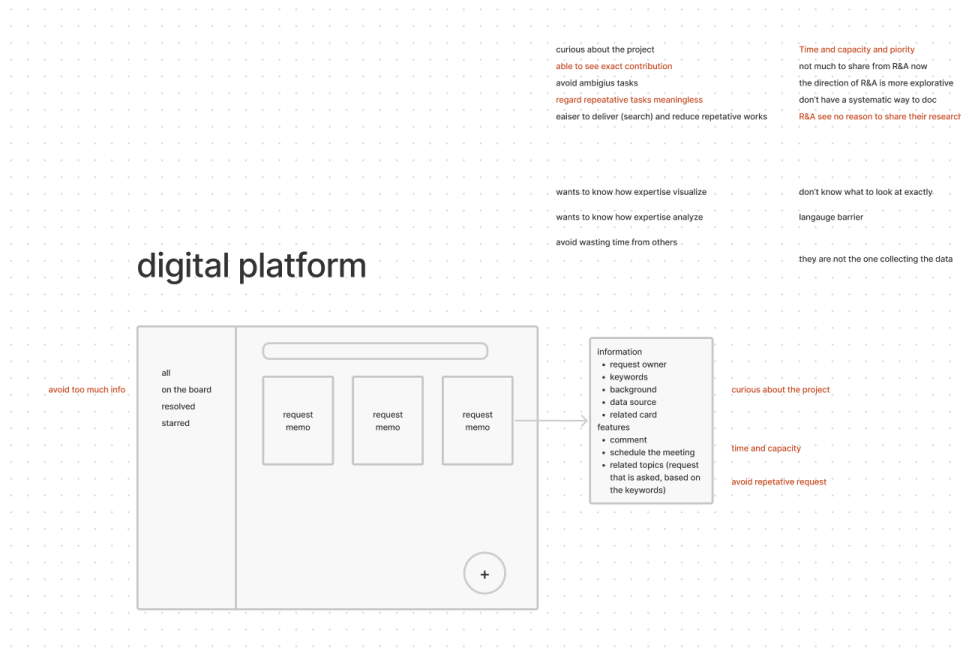 curious about the project
able to see exact contribution
avoid ambigius tasks
regard repeatative tasks meaningless
eaiser to deliver (search) and reduce repetative works
Time and capacity and piority
not much to share from R&A now
the direction of R&A is more explorative
don't have a systematic way to doc
R&A see no reason to share their research
wants to know how expertise visualize
wants to know how expertise analyze
avoid wasting time from others
don't know what to look at exactly
langauge barrier
they are not the one collecting the data
digital platform
avoid too much info
all
on the board
resolved
starred
request
memo
request
memo
request
memo
+
information
• request owner
• keywords
• background
• data source
• related card
features
• comment
• schedule the meeting
• related topics (request
that is asked, based on
the keywords)
curious about the project
time and capacity
avoid repetative request